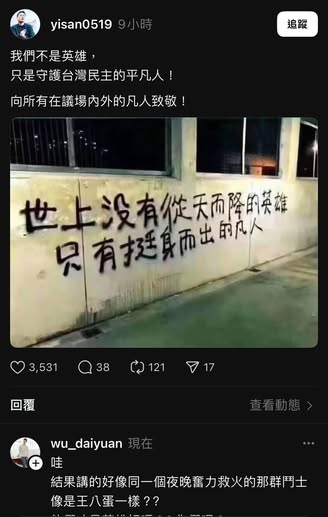 yisan0519 9小時
追蹤
我們不是英雄，
只是守護台灣民主的平凡人！
向所有在議場內外的凡人致敬！
世上没有從天而降的英雄
只有挺身而出的凡人
3,531 38 121 17
回覆
查看動態
wu_daiyuan 現在
哇
結果講的好像同一個夜晚奮力救火的那群鬥士
像是王八蛋一樣？?